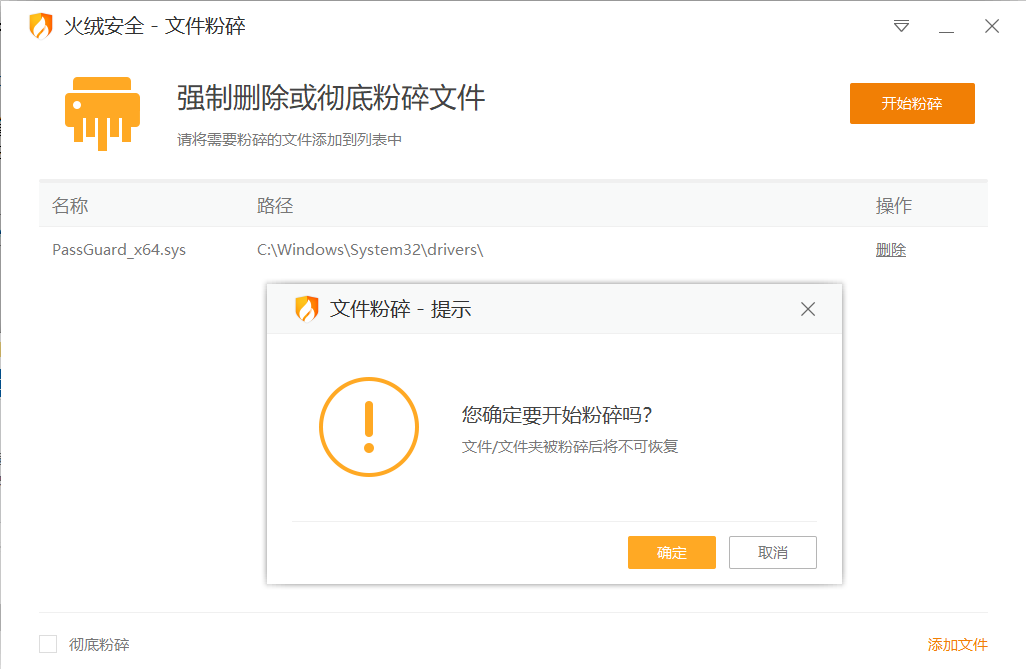 火绒安全 - 文件粉碎
强制删除或彻底粉碎文件
开始粉碎
请将需要粉碎的文件添加到列表中
名称 路径 操作
PassGuard_x64.sys C:\Windows\System32\drivers\ 删除
文件粉碎 - 提示
您确定要开始粉碎吗?
文件/文件夹被粉碎后将不可恢复
确定 取消
彻底粉碎 添加文件